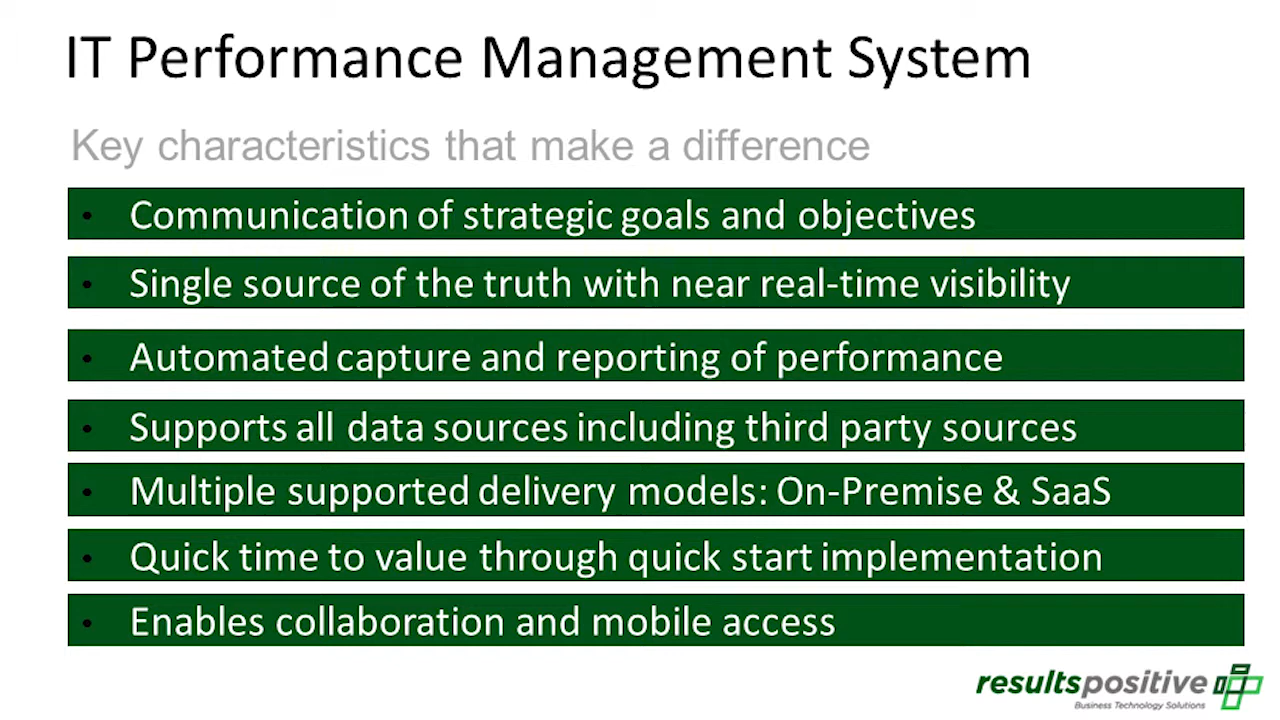 IT Performance Management System
Key characteristics that make a difference
• Communication of strategic goals and objectives
• Single source of the truth with near real-time visibility
• Automated capture and reporting of performance
• Supports all data sources including third party sources
• Multiple supported delivery models: On-Premise & SaaS
• Quick time to value through quick start implementation
• Enables collaboration and mobile access
resultspositive
Business Technology Solutions